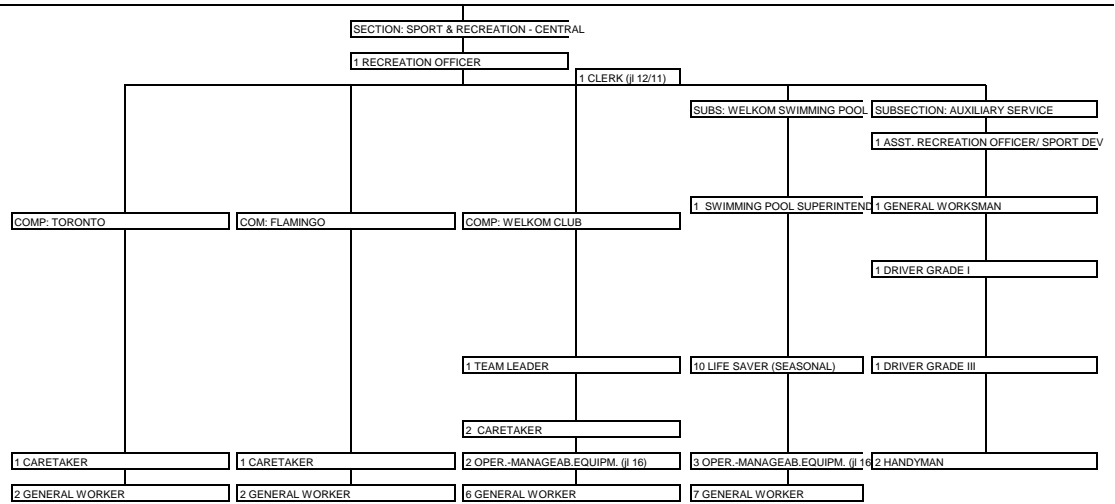 SECTION: SPORT & RECREATION - CENTRAL
1 RECREATION OFFICER
1 CLERK (jl 12/11)
SUBS: WELKOM SWIMMING POOL
SUBSECTION: AUXILIARY SERVICE
1 ASST. RECREATION OFFICER/ SPORT DEV
1 SWIMMING POOL SUPERINTEND
1 GENERAL WORKSMAN
COMP: TORONTO
COM: FLAMINGO
COMP: WELKOM CLUB
1 DRIVER GRADE I
1 TEAM LEADER
10 LIFE SAVER (SEASONAL)
1 DRIVER GRADE III
2 CARETAKER
1 CARETAKER
1 CARETAKER
2 OPER.-MANAGEAB.EQUIPM. (jl 16)
3 OPER.-MANAGEAB.EQUIPM. (jl 16
2 HANDYMAN
2 GENERAL WORKER
2 GENERAL WORKER
6 GENERAL WORKER
7 GENERAL WORKER